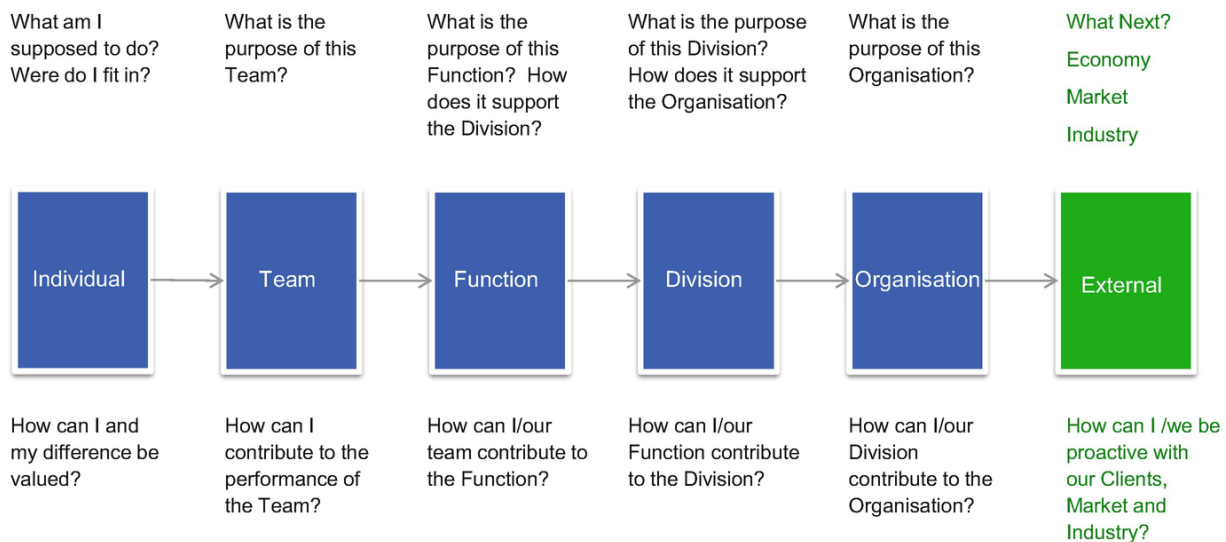 What am I
supposed to do?
Were do I fit in?
What is the
purpose of this
Team?
What is the
purpose of this
Function?  How
does it support
the Division?
What is the purpose
of this Division?
How does it support
the Organisation?
What is the
purpose of this
Organisation?
What Next?
Economy
Market
Industry
Individual
Team
Function
Division
Organisation
External
How can I and
my difference be
valued?
How can I
contribute to the
performance of
the Team?
How can I/our
team contribute to
the Function?
How can I/our
Function contribute
to the Division?
How can I/our
Division
contribute to the
Organisation?
How can I /we be
proactive with
our Clients,
Market and
Industry?